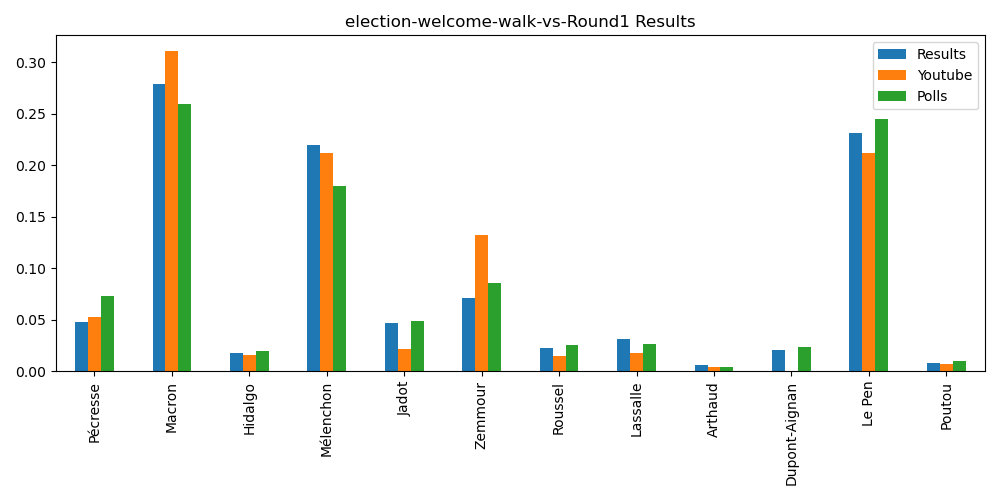 election-welcome-walk-vs-Round1 Results
Results
Youtube
Polls
0.30
0.25
0.20
0.15
0.10
0.05
0.00
Pécresse
Macron
Hidalgo
Mélenchon
Jadot
Zemmour
Roussel
Lassalle
Arthaud
Dupont-Aignan
Le Pen
Poutou